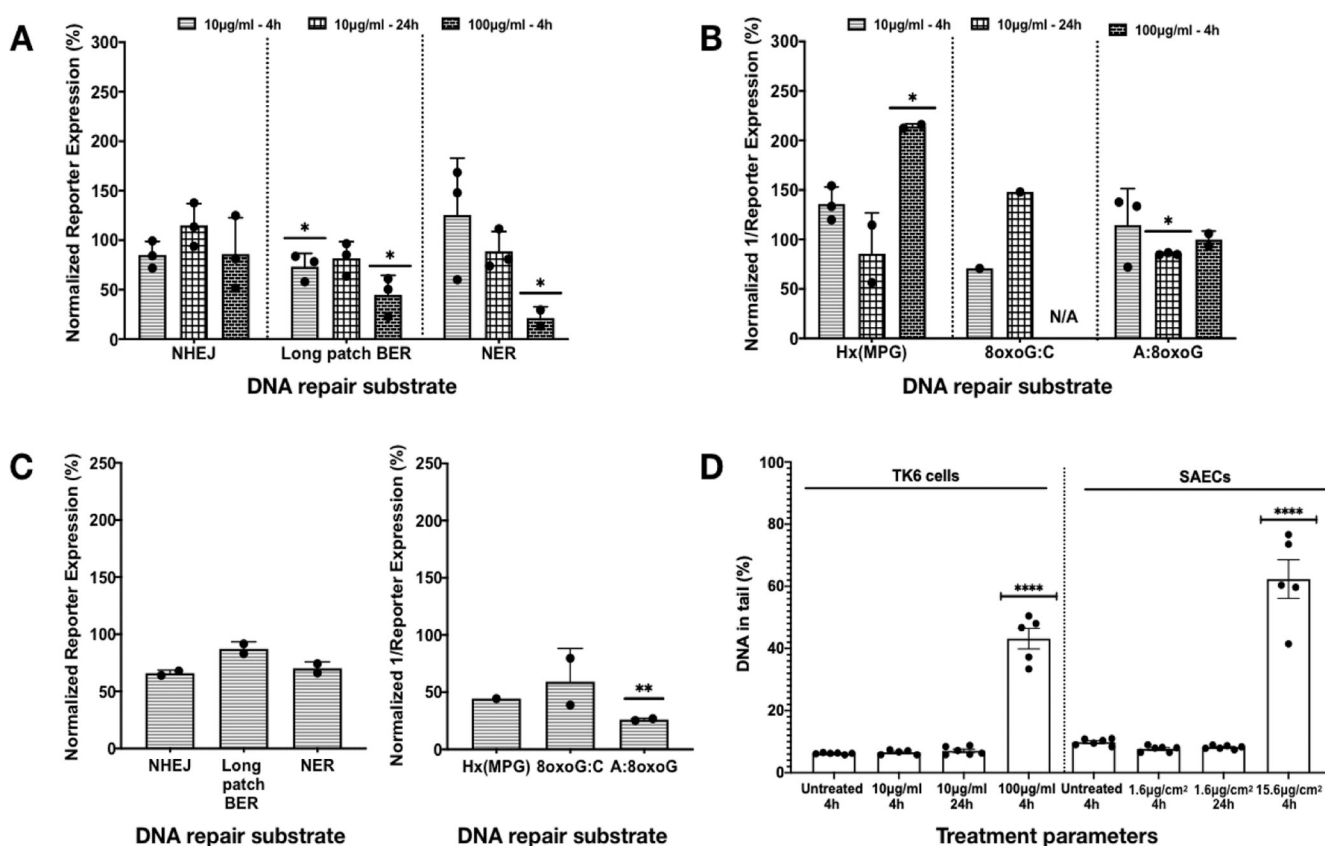 A
10µg/ml - 4h 10µg/ml - 24h 100µg/ml - 4h
Normalized Reporter Expression (%)
300
250
200
150
100
50
0
* * *
NHEJ Long patch BER NER
DNA repair substrate
B
10µg/ml - 4h 10µg/ml - 24h 100µg/ml - 4h
Normalized 1/Reporter Expression (%)
300
250
200
150
100
50
0
* *
N/A
Hx(MPG) 8oxoG:C A:8oxoG
DNA repair substrate
C
Normalized Reporter Expression (%)
250
200
150
100
50
0
NHEJ Long NER
patch
BER
DNA repair substrate
Normalized 1/Reporter Expression (%)
250
200
150
100
50
0
**
Hx(MPG) 8oxoG:C A:8oxoG
DNA repair substrate
D
TK6 cells SAECs
DNA in tail (%)
100
80
60
40
20
0
**** ****
Untreated 10µg/ml 10µg/ml 100µg/ml Untreated 1.6µg/cm² 1.6µg/cm² 15.6µg/cm²
4h 4h 24h 4h 4h 4h 24h 4h
Treatment parameters